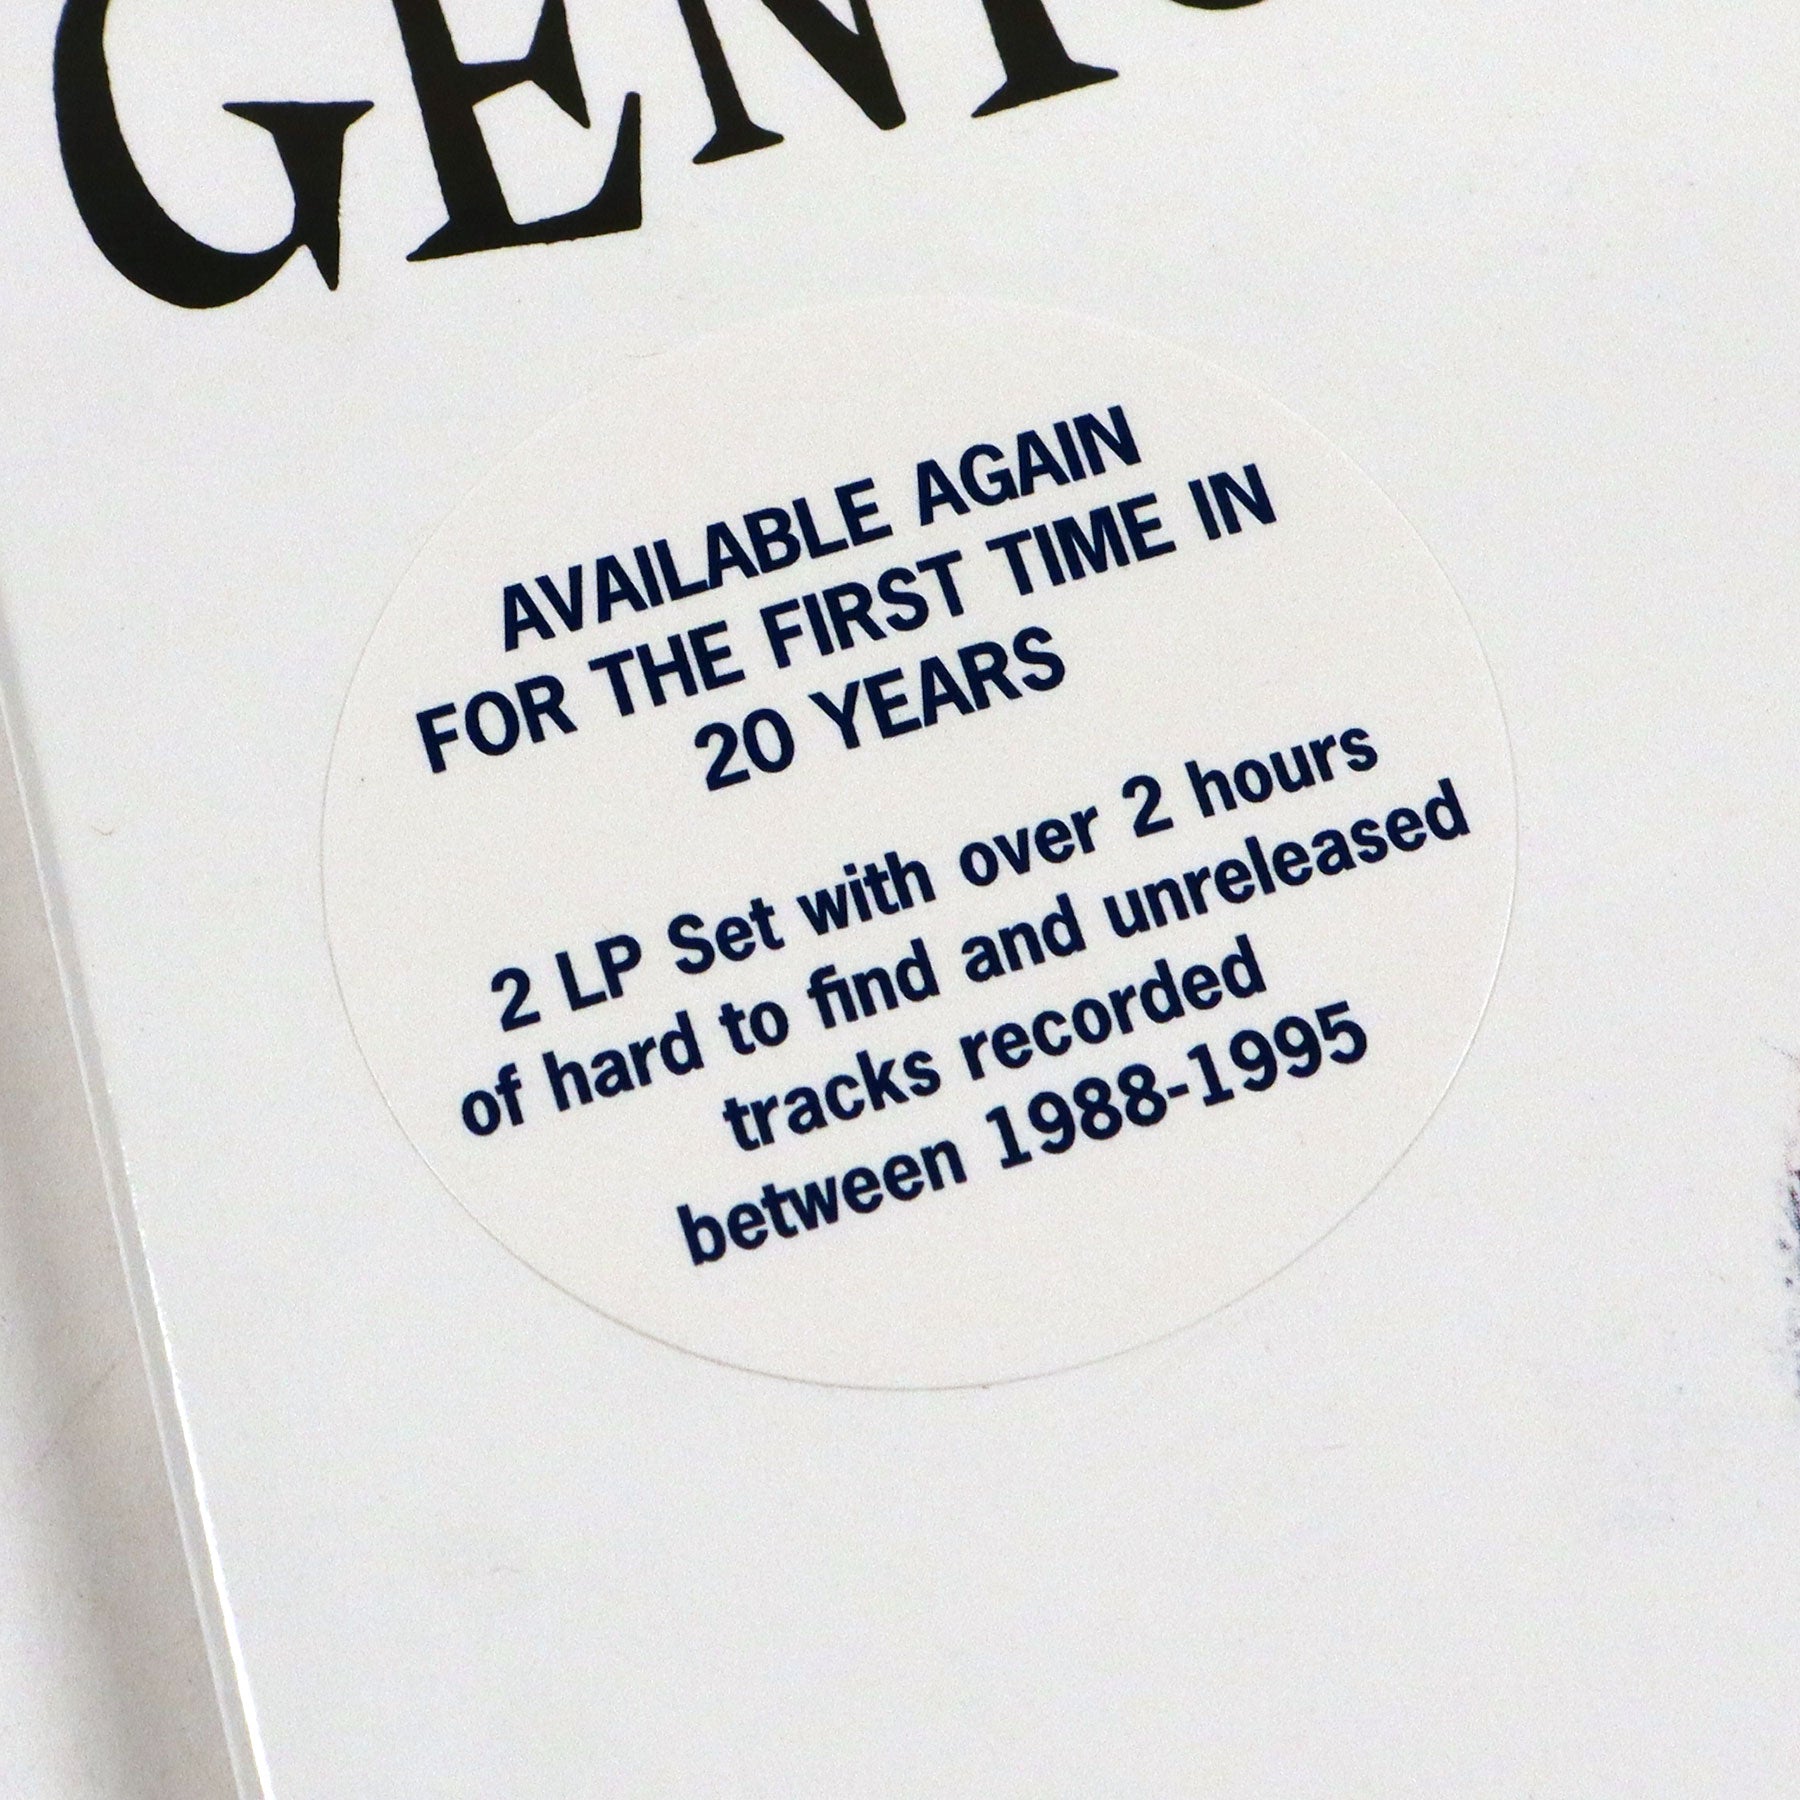 AVAILABLE AGAIN
FOR THE FIRST TIME IN
20 YEARS
2 LP Set with over 2 hours
of hard to find and unreleased
tracks recorded
between 1988-1995